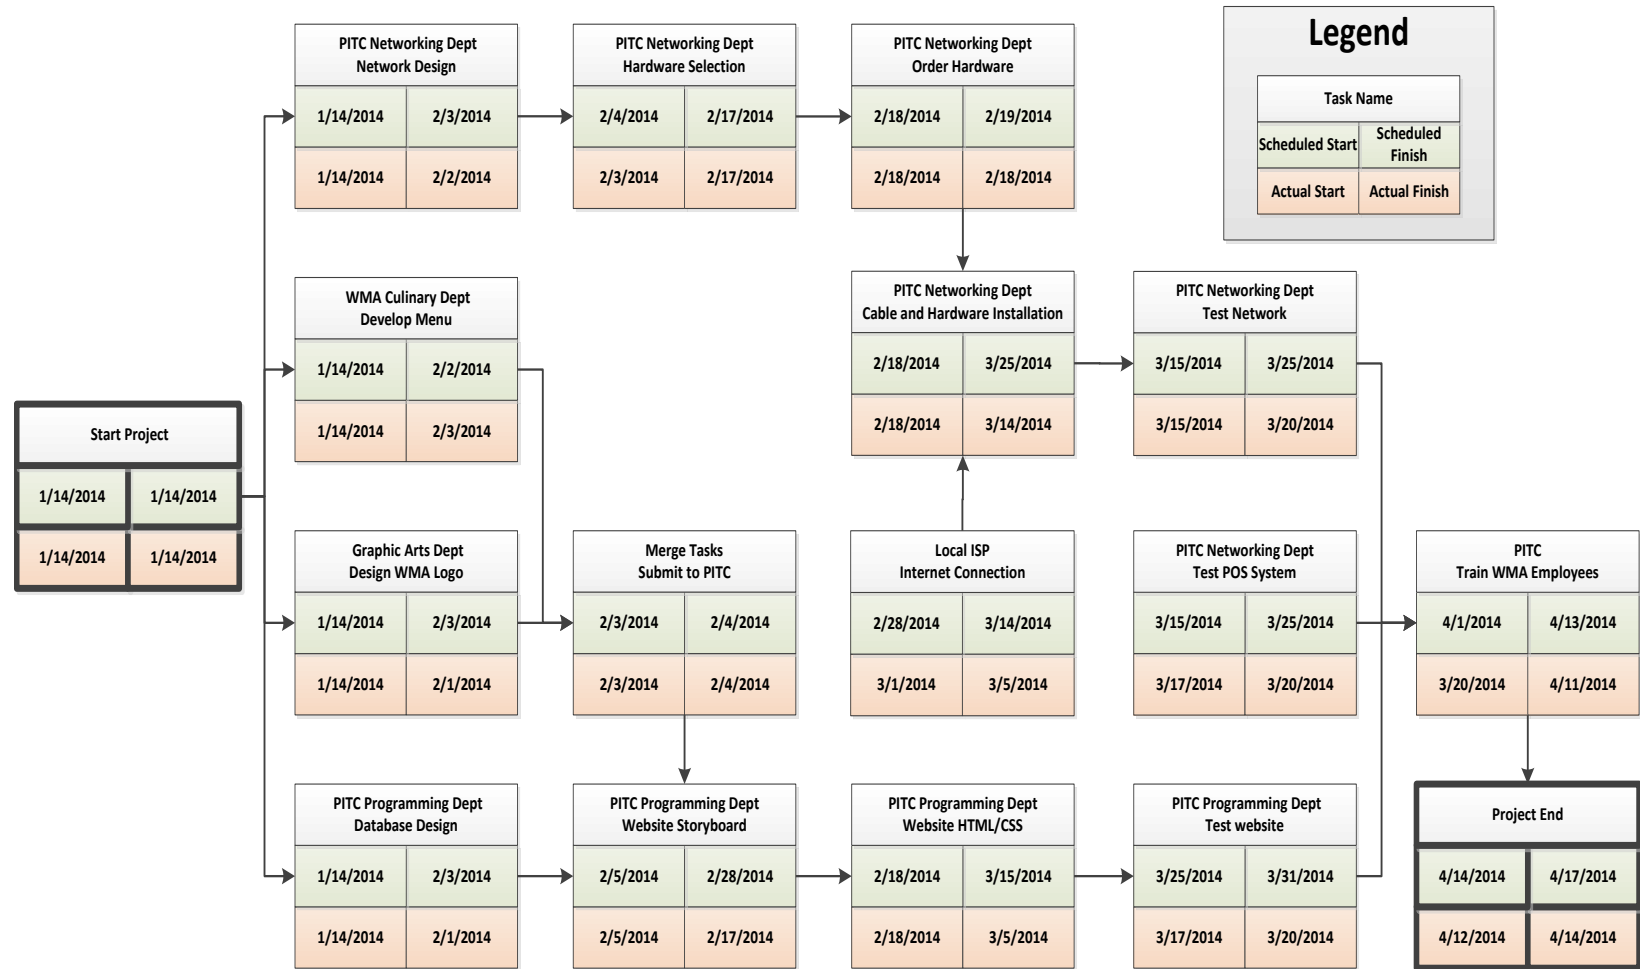 Legend
Task Name
Scheduled Start
Scheduled
Finish
Actual Start
Actual Finish
PITC Networking Dept
Network Design
1/14/2014 2/3/2014
1/14/2014 2/2/2014
PITC Networking Dept
Hardware Selection
2/4/2014 2/17/2014
2/3/2014 2/17/2014
PITC Networking Dept
Order Hardware
2/18/2014 2/19/2014
2/18/2014 2/18/2014
WMA Culinary Dept
Develop Menu
1/14/2014 2/2/2014
1/14/2014 2/3/2014
PITC Networking Dept
Cable and Hardware Installation
2/18/2014 3/25/2014
2/18/2014 3/14/2014
PITC Networking Dept
Test Network
3/15/2014 3/25/2014
3/15/2014 3/20/2014
Start Project
1/14/2014 1/14/2014
1/14/2014 1/14/2014
Graphic Arts Dept
Design WMA Logo
1/14/2014 2/3/2014
1/14/2014 2/1/2014
Merge Tasks
Submit to PITC
2/3/2014 2/4/2014
2/3/2014 2/4/2014
Local ISP
Internet Connection
2/28/2014 3/14/2014
3/1/2014 3/5/2014
PITC Networking Dept
Test POS System
3/15/2014 3/25/2014
3/17/2014 3/20/2014
PITC
Train WMA Employees
4/1/2014 4/13/2014
3/20/2014 4/11/2014
PITC Programming Dept
Database Design
1/14/2014 2/3/2014
1/14/2014 2/1/2014
PITC Programming Dept
Website Storyboard
2/5/2014 2/28/2014
2/5/2014 2/17/2014
PITC Programming Dept
Website HTML/CSS
2/18/2014 3/15/2014
2/18/2014 3/5/2014
PITC Programming Dept
Test website
3/25/2014 3/31/2014
3/17/2014 3/20/2014
Project End
4/14/2014 4/17/2014
4/12/2014 4/14/2014